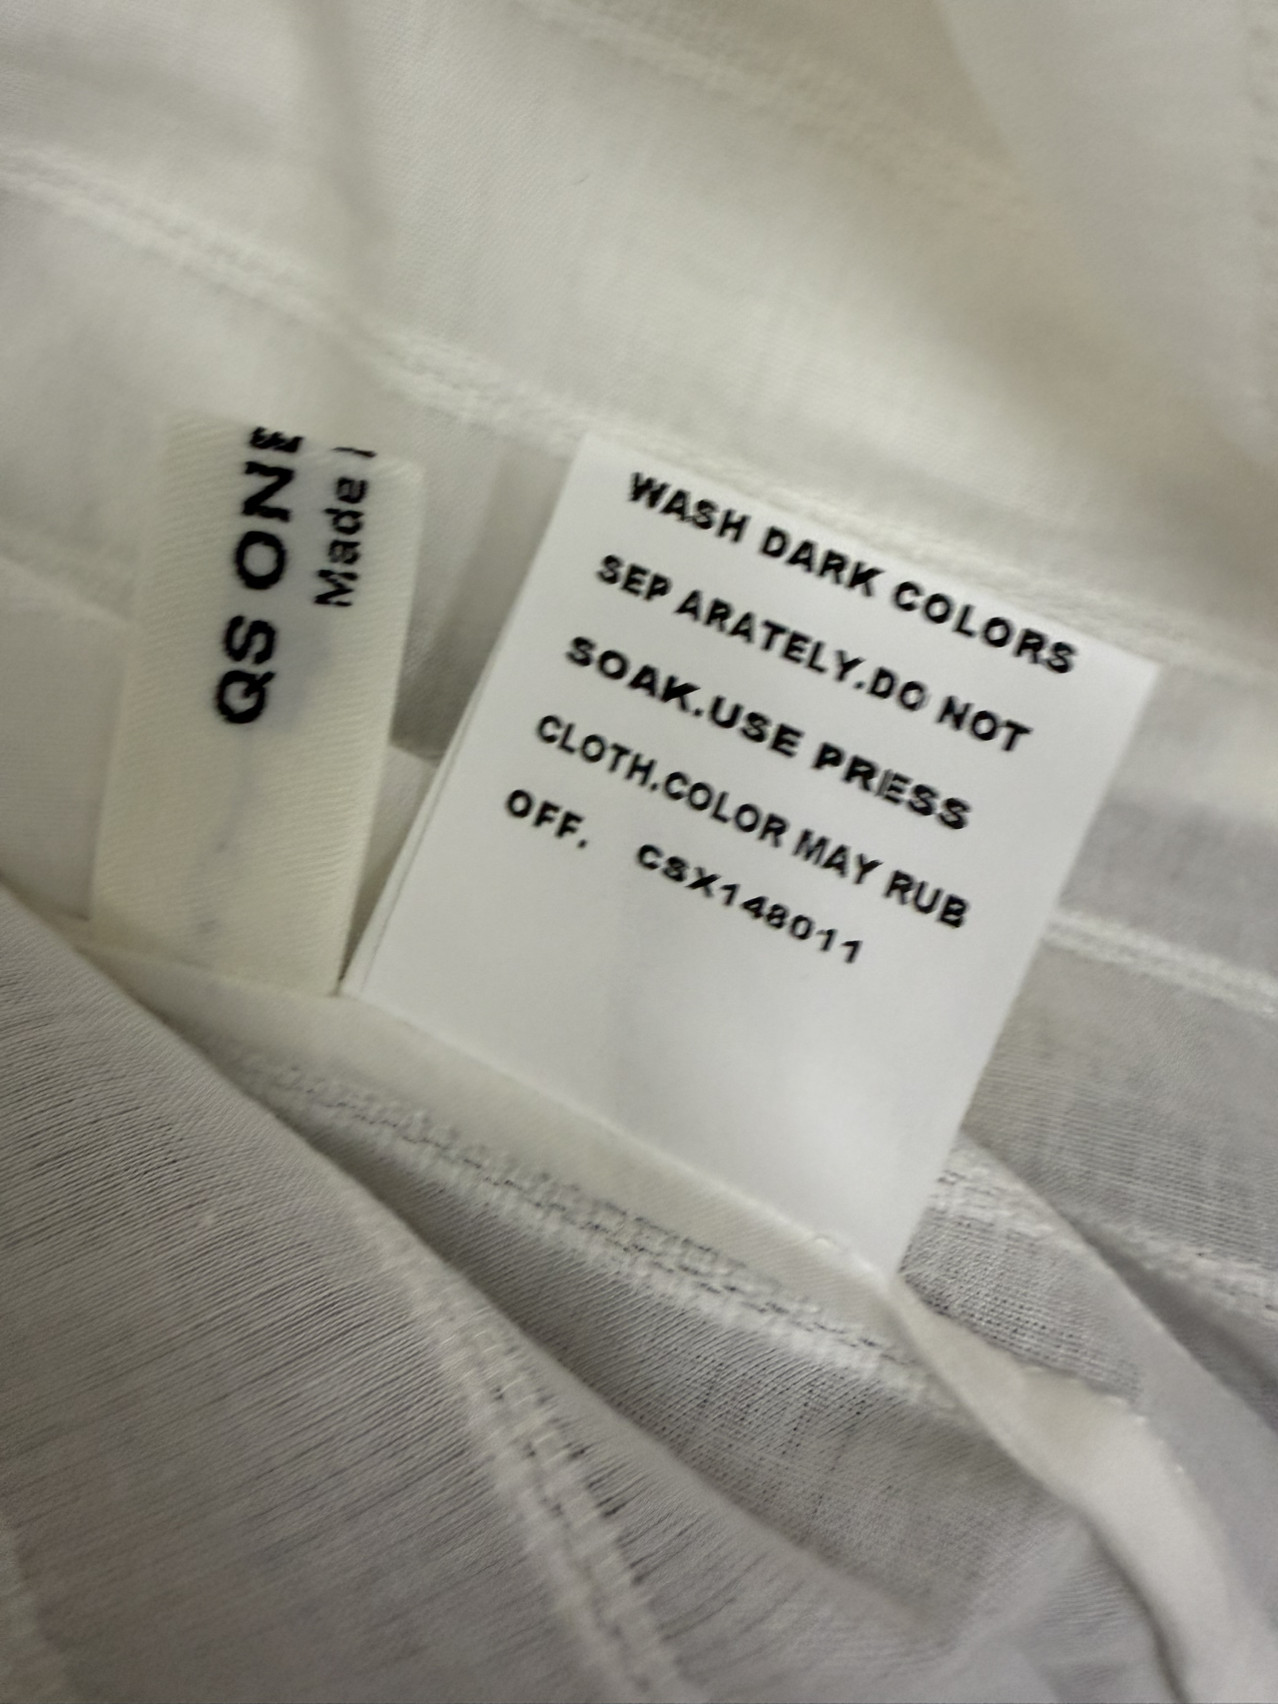 QS ONE
Made I
WASH DARK COLORS
SEP ARATELY.DO NOT
SOAK.USE PRESS
CLOTH.COLOR MAY RUB
OFF. CSX148011